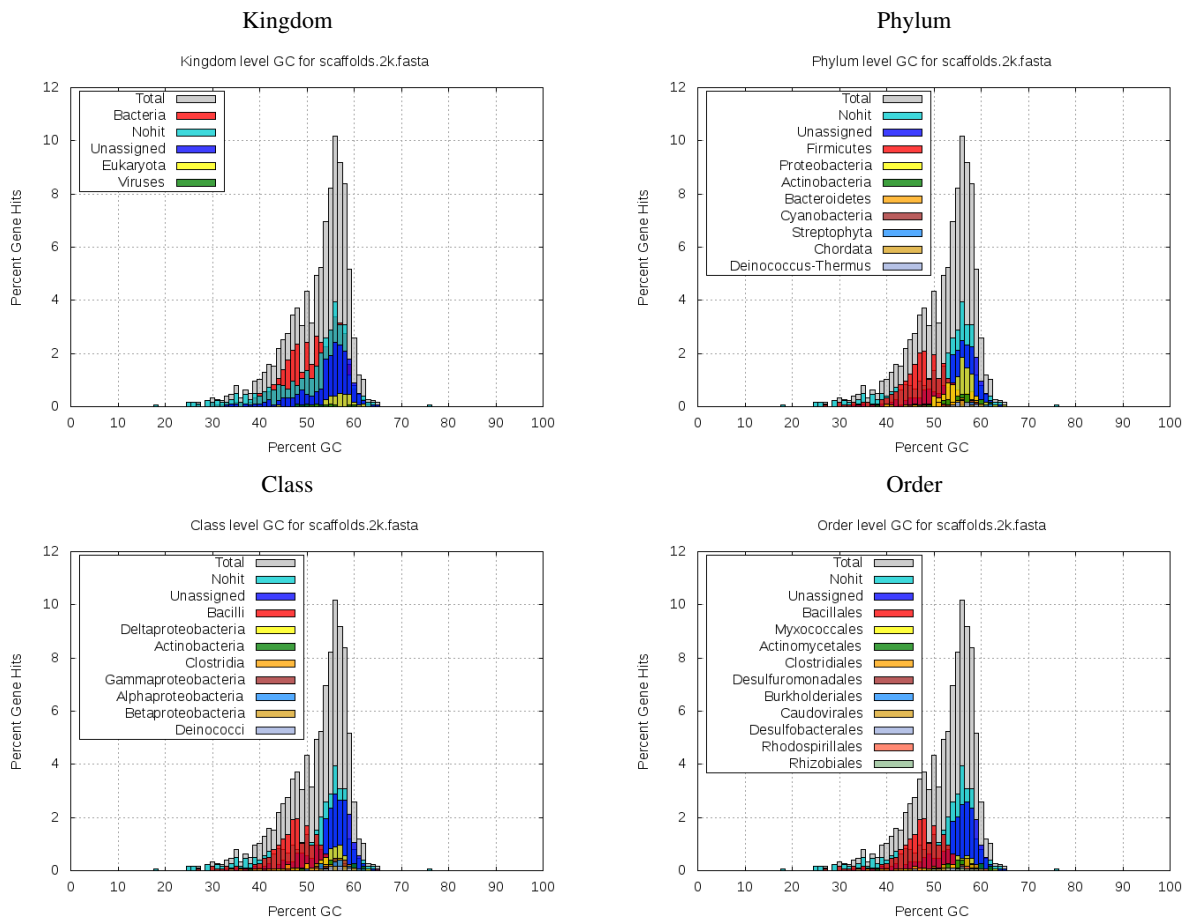 Kingdom
Kingdom level GC for scaffolds.2k.fasta
Percent Gene Hits
12
10
8
6
4
2
0
Total
Bacteria
Nohit
Unassigned
Eukaryota
Viruses
0 10 20 30 40 50 60 70 80 90 100
Percent GC
Phylum
Phylum level GC for scaffolds.2k.fasta
Percent Gene Hits
12
10
8
6
4
2
0
Total
Nohit
Unassigned
Firmicutes
Proteobacteria
Actinobacteria
Bacteroidetes
Cyanobacteria
Streptophyta
Chordata
Deinococcus-Thermus
0 10 20 30 40 50 60 70 80 90 100
Percent GC
Class
Class level GC for scaffolds.2k.fasta
Percent Gene Hits
12
10
8
6
4
2
0
Total
Nohit
Unassigned
Bacilli
Deltaproteobacteria
Actinobacteria
Clostridia
Gammaproteobacteria
Alphaproteobacteria
Betaproteobacteria
Deinococci
0 10 20 30 40 50 60 70 80 90 100
Percent GC
Order
Order level GC for scaffolds.2k.fasta
Percent Gene Hits
12
10
8
6
4
2
0
Total
Nohit
Unassigned
Bacillales
Myxococcales
Actinomycetales
Clostridiales
Desulfuromonadales
Burkholderiales
Caudovirales
Desulfobacterales
Rhodospirillales
Rhizobiales
0 10 20 30 40 50 60 70 80 90 100
Percent GC